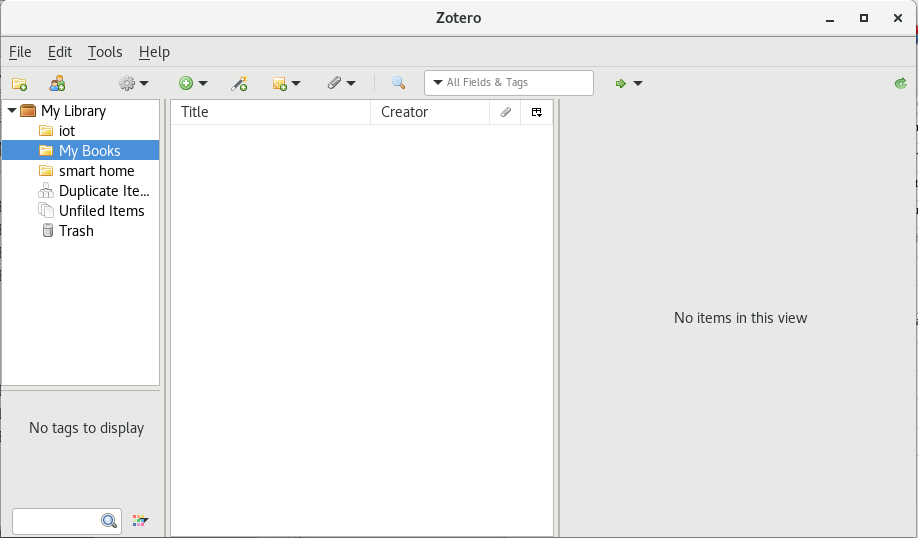 Zotero
File Edit Tools Help
All Fields & Tags
My Library
iot
My Books
smart home
Duplicate Ite...
Unfiled Items
Trash
No tags to display
Title Creator
No items in this view